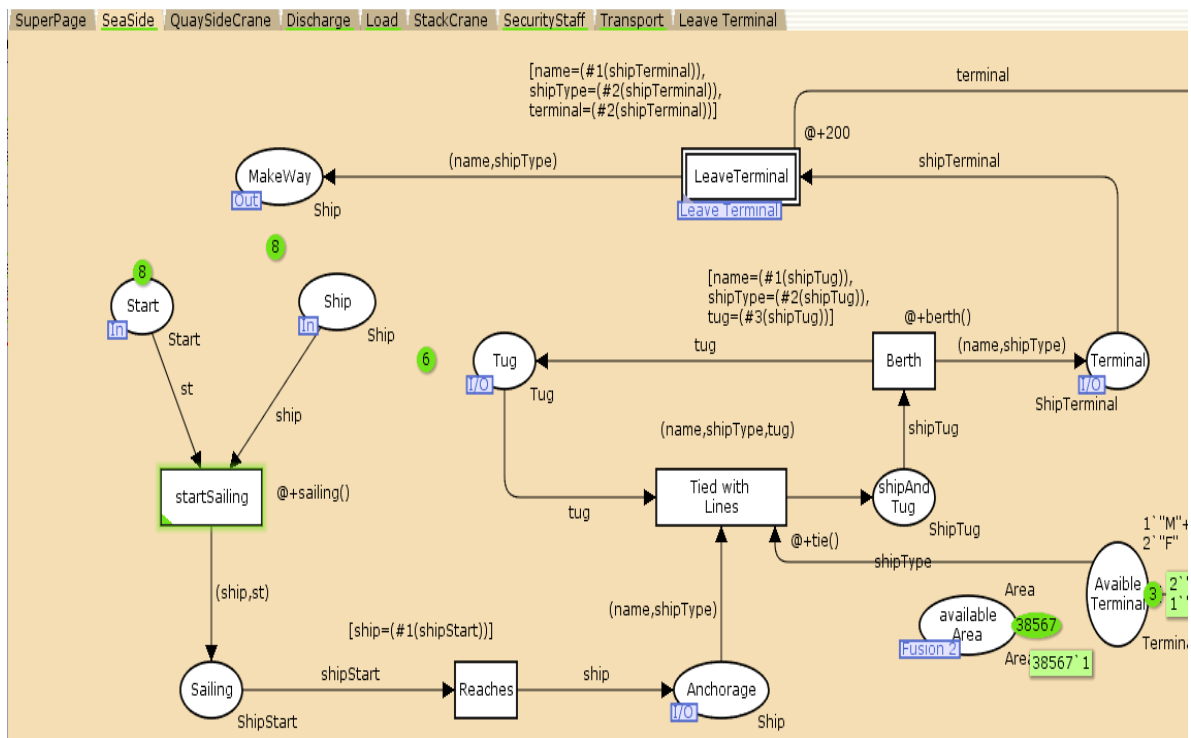 SuperPage SeaSide QuaySideCrane Discharge Load StackCrane SecurityStaff Transport Leave Terminal
[name=(#1(shipTerminal)),
shipType=(#2(shipTerminal)),
terminal=(#2(shipTerminal))]
terminal
@+200
(name,shipType)
shipTerminal
MakeWay
Out
Ship
LeaveTerminal
Leave Terminal
8
8
Start
In
Start
Ship
In
Ship
[name=(#1(shipTug)),
shipType=(#2(shipTug)),
tug=(#3(shipTug))]
@+berth()
6
Tug
I/O
Tug
tug
Berth
(name,shipType)
Terminal
I/O
ShipTerminal
st
ship
(name,shipType,tug)
shipTug
startSailing
@+sailing()
tug
Tied with
Lines
shipAnd
Tug
ShipTug
@+tie()
shipType
1`"M"+
2`"F"
Avaible
Terminal
3
2`"
1`"
Termina
(ship,st)
(name,shipType)
Area
available
Area
38567
Fusion 2
Area
38567`1
[ship=(#1(shipStart))]
Sailing
ShipStart
shipStart
Reaches
ship
Anchorage
I/O
Ship